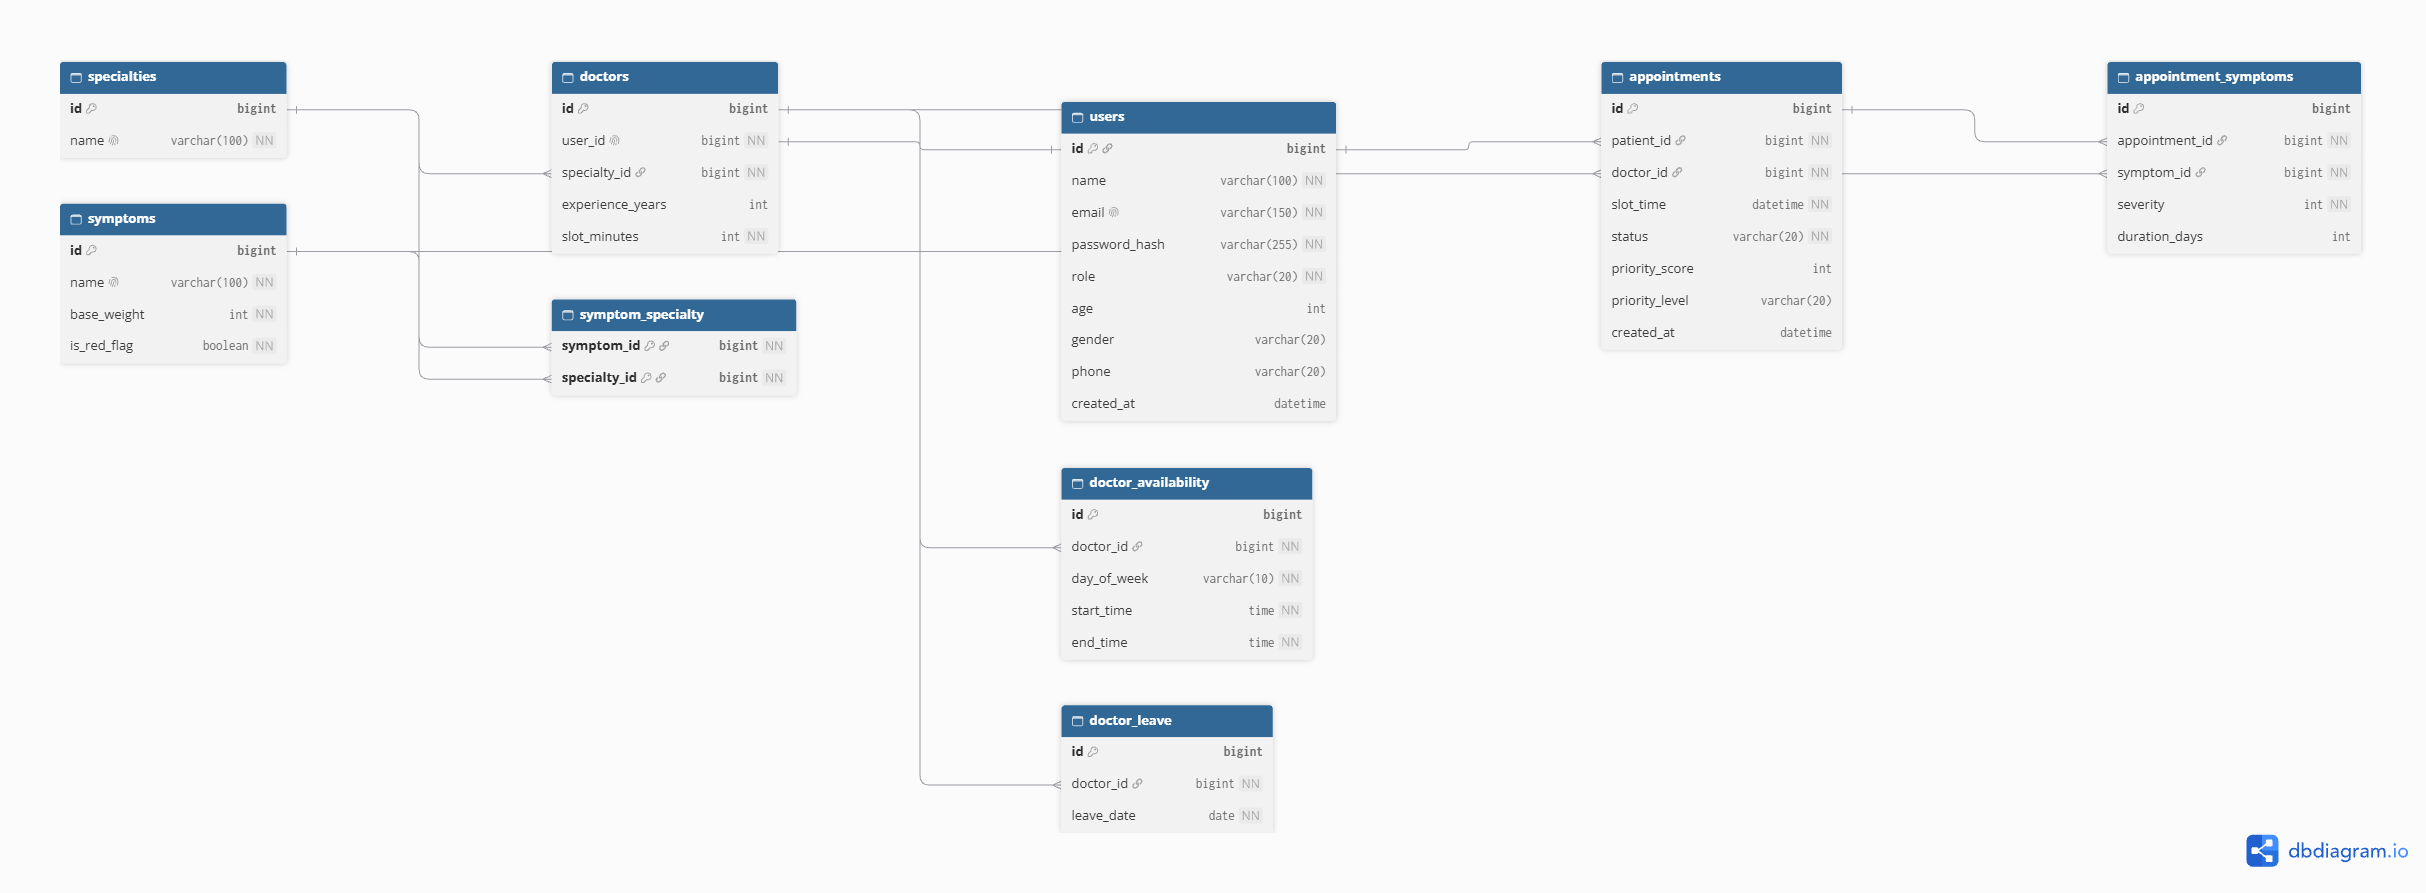 specialties
id bigint
name varchar(100) NN
symptoms
id bigint
name varchar(100) NN
base_weight int NN
is_red_flag boolean NN
doctors
id bigint
user_id bigint NN
specialty_id bigint NN
experience_years int
slot_minutes int NN
symptom_specialty
symptom_id bigint NN
specialty_id bigint NN
users
id bigint
name varchar(100) NN
email varchar(150) NN
password_hash varchar(255) NN
role varchar(20) NN
age int
gender varchar(20)
phone varchar(20)
created_at datetime
doctor_availability
id bigint
doctor_id bigint NN
day_of_week varchar(10) NN
start_time time NN
end_time time NN
doctor_leave
id bigint
doctor_id bigint NN
leave_date date NN
appointments
id bigint
patient_id bigint NN
doctor_id bigint NN
slot_time datetime NN
status varchar(20) NN
priority_score int
priority_level varchar(20)
created_at datetime
appointment_symptoms
id bigint
appointment_id bigint NN
symptom_id bigint NN
severity int NN
duration_days int
dbdiagram.io